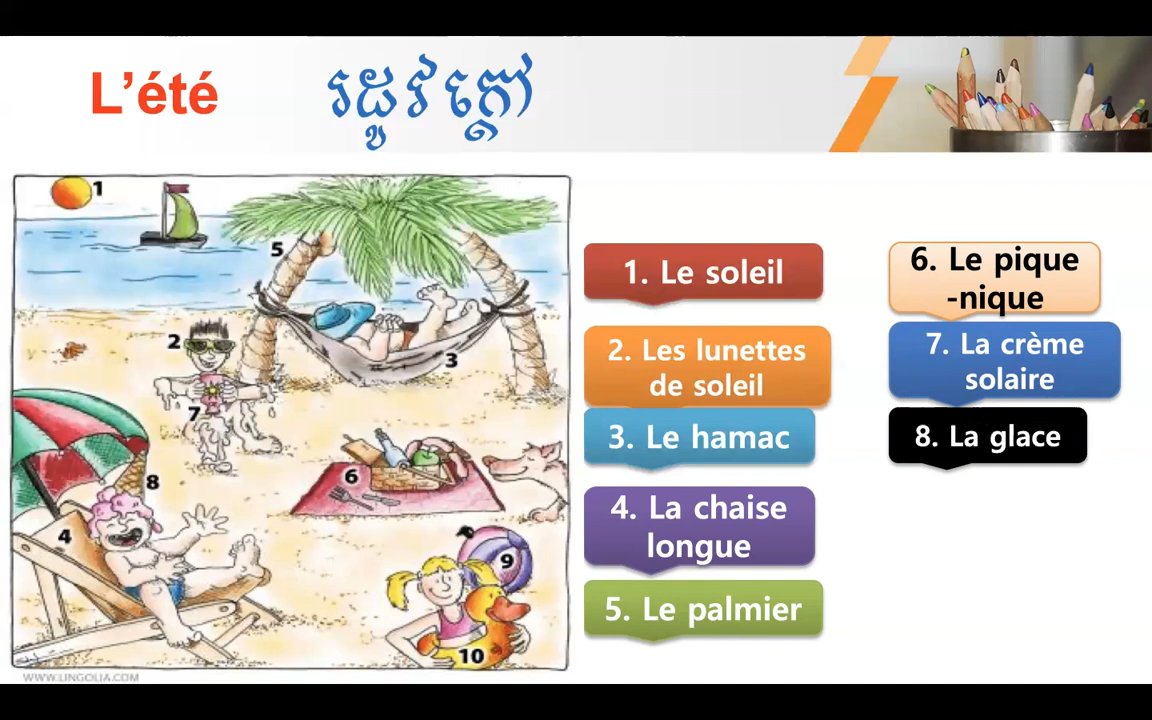 L'été
រដូវក្តៅ
1
5
2
3
7
6
8
4
9
10
WWW.LINGOLIA.COM
1. Le soleil
2. Les lunettes
de soleil
3. Le hamac
4. La chaise
longue
5. Le palmier
6. Le pique
-nique
7. La crème
solaire
8. La glace